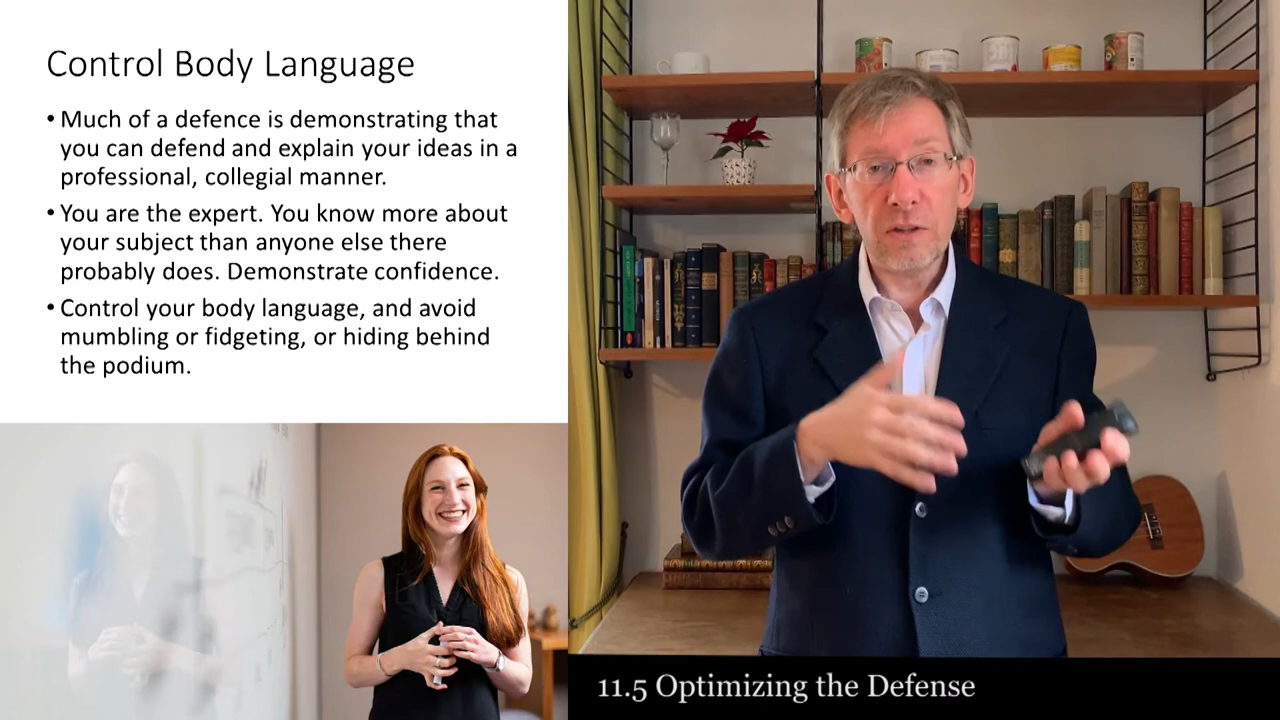 Control Body Language
• Much of a defence is demonstrating that
you can defend and explain your ideas in a
professional, collegial manner.
• You are the expert. You know more about
your subject than anyone else there
probably does. Demonstrate confidence.
• Control your body language, and avoid
mumbling or fidgeting, or hiding behind
the podium.
11.5 Optimizing the Defense